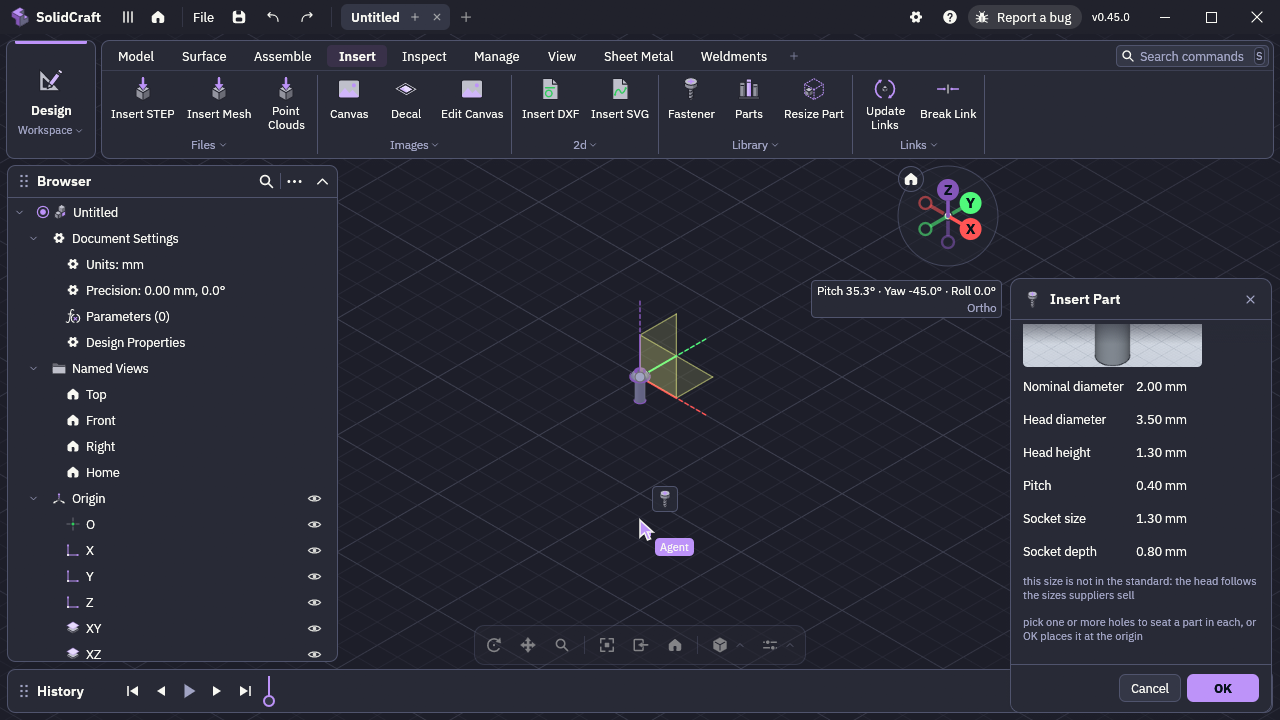 SolidCraft
File
Untitled
Report a bug
v0.45.0
Design
Workspace
Model
Surface
Assemble
Insert
Inspect
Manage
View
Sheet Metal
Weldments
Search commands
S
Insert STEP
Insert Mesh
Point
Clouds
Files
Canvas
Decal
Edit Canvas
Images
Insert DXF
Insert SVG
2d
Fastener
Parts
Resize Part
Library
Update
Links
Break Link
Links
Browser
Untitled
Document Settings
Units: mm
Precision: 0.00 mm, 0.0°
Parameters (0)
Design Properties
Named Views
Top
Front
Right
Home
Origin
O
X
Y
Z
XY
XZ
Z
Y
X
Pitch 35.3° · Yaw -45.0° · Roll 0.0°
Ortho
Agent
Insert Part
Nominal diameter 2.00 mm
Head diameter 3.50 mm
Head height 1.30 mm
Pitch 0.40 mm
Socket size 1.30 mm
Socket depth 0.80 mm
this size is not in the standard: the head follows
the sizes suppliers sell
pick one or more holes to seat a part in each, or
OK places it at the origin
Cancel
OK
History